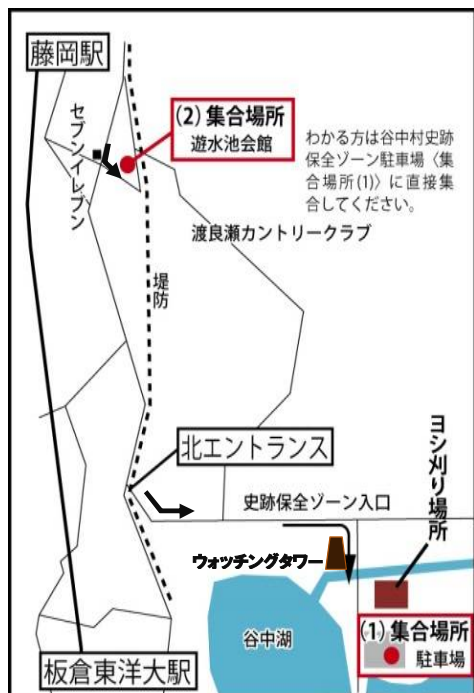 藤岡駅
セブンイレブン
(2) 集合場所
遊水池会館
わかる方は谷中村史跡
保全ゾーン駐車場〈集
合場所(1)〉に直接集
合してください。
渡良瀬カントリークラブ
堤防
北エントランス
史跡保全ゾーン入口
ヨシ刈り場所
ウォッチングタワー
谷中湖
(1) 集合場所
駐車場
板倉東洋大駅